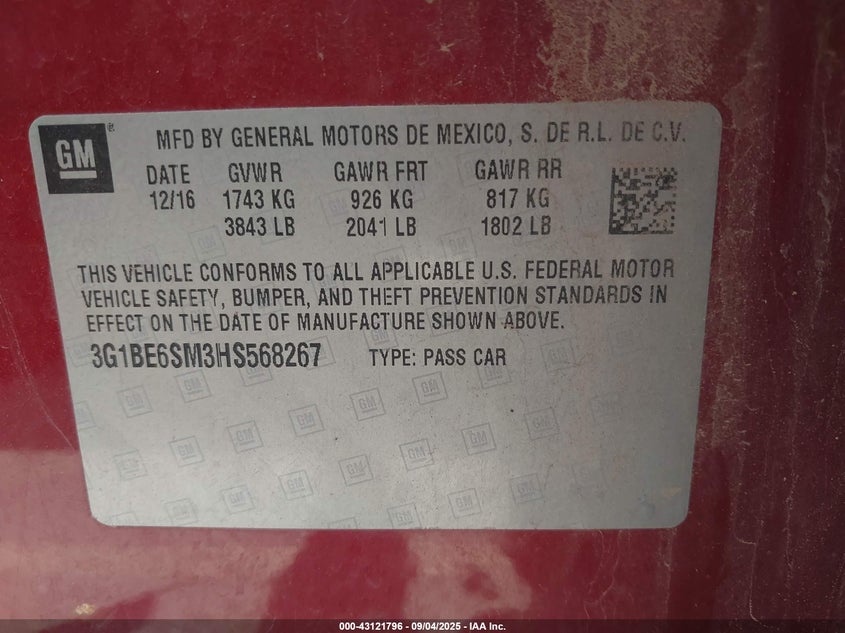 GM
MFD BY GENERAL MOTORS DE MEXICO, S. DE R.L. DE C.V.
DATE GVWR GAWR FRT GAWR RR
12/16 1743 KG 926 KG 817 KG
3843 LB 2041 LB 1802 LB
THIS VEHICLE CONFORMS TO ALL APPLICABLE U.S. FEDERAL MOTOR
VEHICLE SAFETY, BUMPER, AND THEFT PREVENTION STANDARDS IN
EFFECT ON THE DATE OF MANUFACTURE SHOWN ABOVE.
3G1BE6SM3HS568267 TYPE: PASS CAR
000-43121796 - 09/04/2025 - IAA Inc.